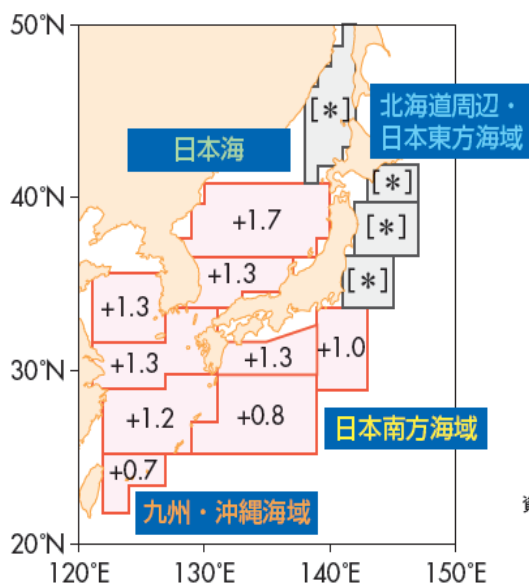 50°N
[*]
北海道周辺・
日本東方海域
日本海
40°N
[*]
+1.7
[*]
+1.3
[*]
+1.3
+1.3
+1.3
+1.0
30°N
+1.2
+0.8
日本南方海域
+0.7
九州・沖縄海域
資
20°N
120°E
130°E
140°E
150°E